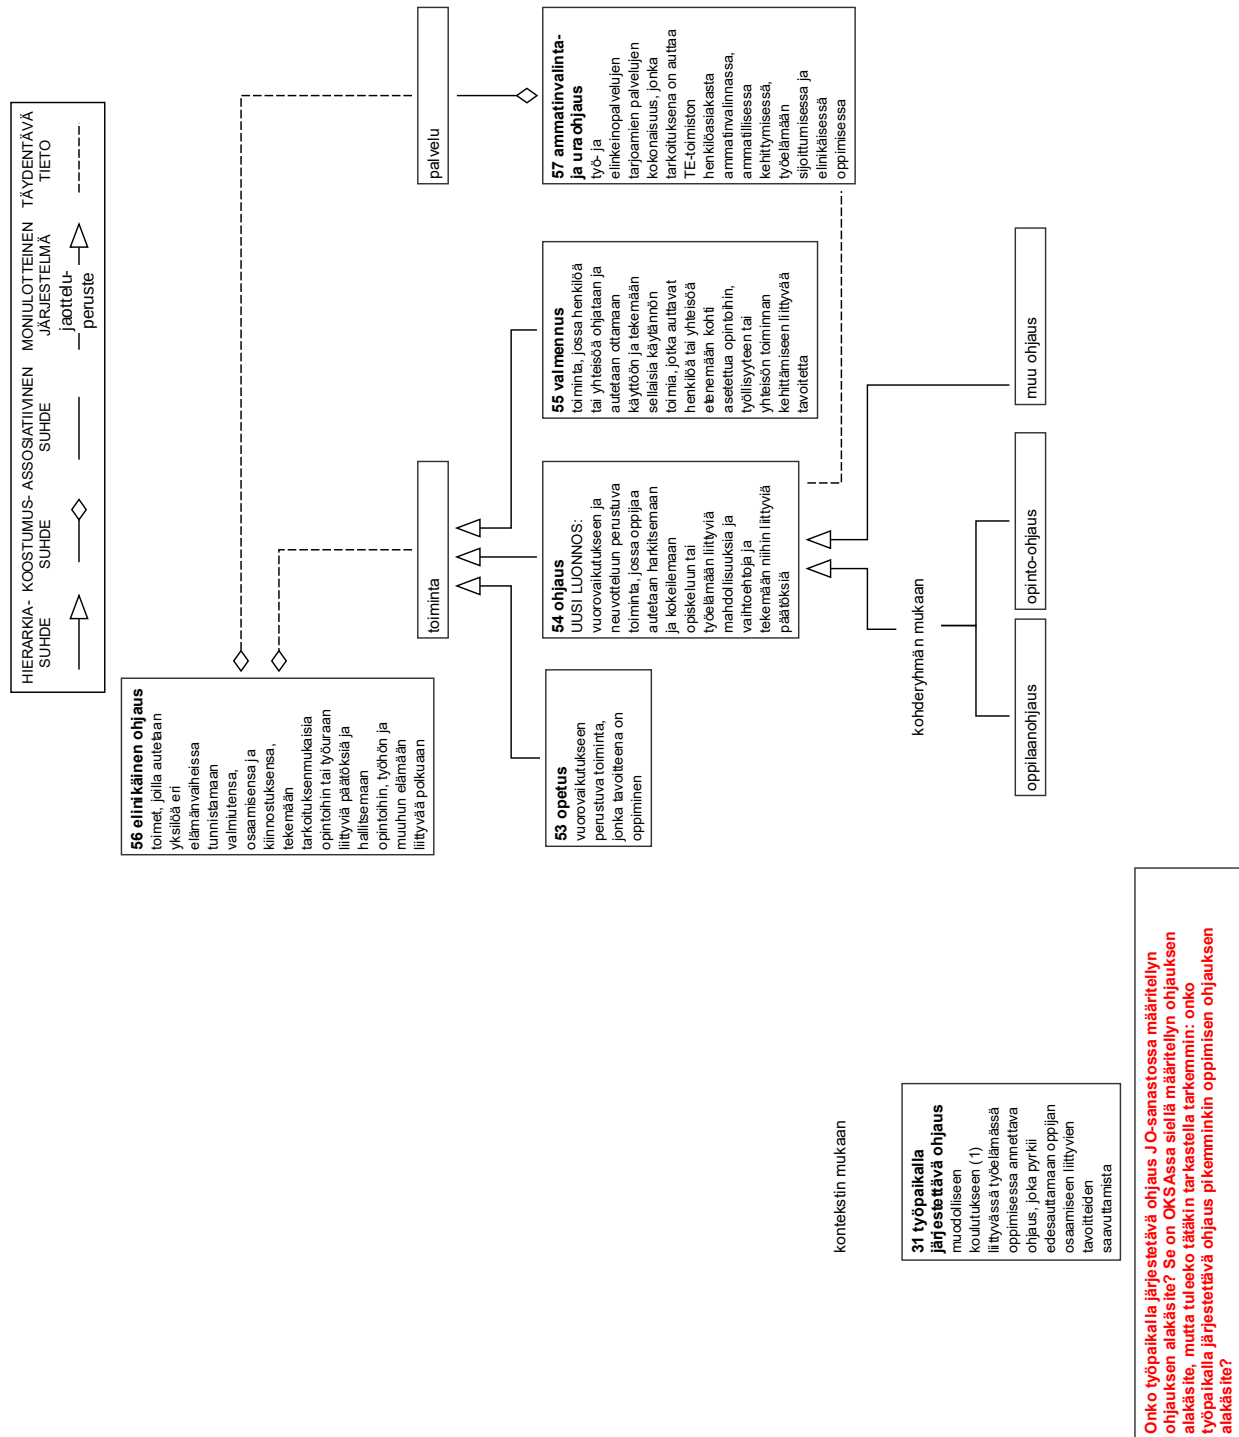 HIERARKIA-
SUHDE
KOOSTUMUS-
SUHDE
ASSOSIATIIVINEN
SUHDE
MONIULOTTEINEN
JÄRJESTELMÄ
jaottelu-
peruste
TÄYDENTÄVÄ
TIETO
56 elinikäinen ohjaus
toimet, joilla autetaan
yksilöä eri
elämänvaiheissa
tunnistamaan
valmiutensa,
osaamisensa ja
kiinnostuksensa,
tekemään
tarkoituksenmukaisia
opintoihin tai työuraan
liittyviä päätöksiä ja
hallitsemaan
opintoihin, työhön ja
muuhun elämään
liittyvää polkuaan
toiminta
palvelu
53 opetus
vuorovaikutukseen
perustuva toiminta,
jonka tavoitteena on
oppiminen
54 ohjaus
UUSI LUONNOS:
vuorovaikutukseen ja
neuvotteluun perustuva
toiminta, jossa oppijaa
autetaan harkitsemaan
ja kokeilemaan
opiskeluun tai
työelämään liittyviä
mahdollisuuksia ja
vaihtoehtoja ja
tekemään niihin liittyviä
päätöksiä
55 valmennus
toiminta, jossa henkilöä
tai yhteisöä ohjataan ja
autetaan ottamaan
käyttöön ja tekemään
sellaisia käytännön
toimia, jotka auttavat
henkilöä tai yhteisöä
etenemään kohti
asetettua opintoihin,
työllisyyteen tai
yhteisön toiminnan
kehittämiseen liittyvää
tavoitetta
57 ammatinvalinta-
ja uraohjaus
työ- ja
elinkeinopalvelujen
tarjoamien palvelujen
kokonaisuus, jonka
tarkoituksena on auttaa
TE-toimiston
henkilöasiakasta
ammatinvalinnassa,
ammatillisessa
kehittymisessä,
työelämään
sijoittumisessa ja
elinikäisessä
oppimisessa
kontekstin mukaan
kohderyhmän mukaan
31 työpaikalla
järjestettävä ohjaus
muodolliseen
koulutukseen (1)
liittyvässä työelämässä
oppimisessa annettava
ohjaus, joka pyrkii
edesauttamaan oppijan
osaamiseen liittyvien
tavoitteiden
saavuttamista
oppilaanohjaus
opinto-ohjaus
muu ohjaus
Onko työpaikalla järjestetävä ohjaus JO-sanastossa määritellyn
ohjauksen alakäsite? Se on OKSAssa siellä määritellyn ohjauksen
alakäsite, mutta tuleeko tätäkin tarkastella tarkemmin: onko
työpaikalla järjestettävä ohjaus pikemminkin oppimisen ohjauksen
alakäsite?